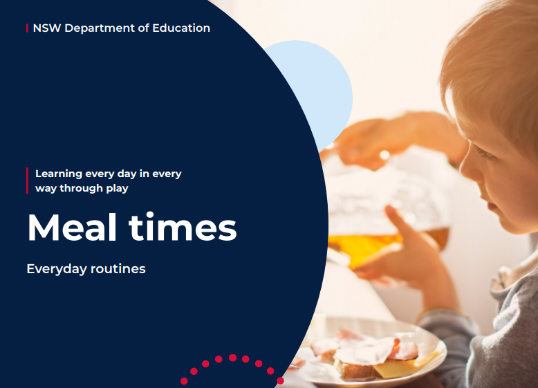 NSW Department of Education
Learning every day in every
way through play
Meal times
Everyday routines